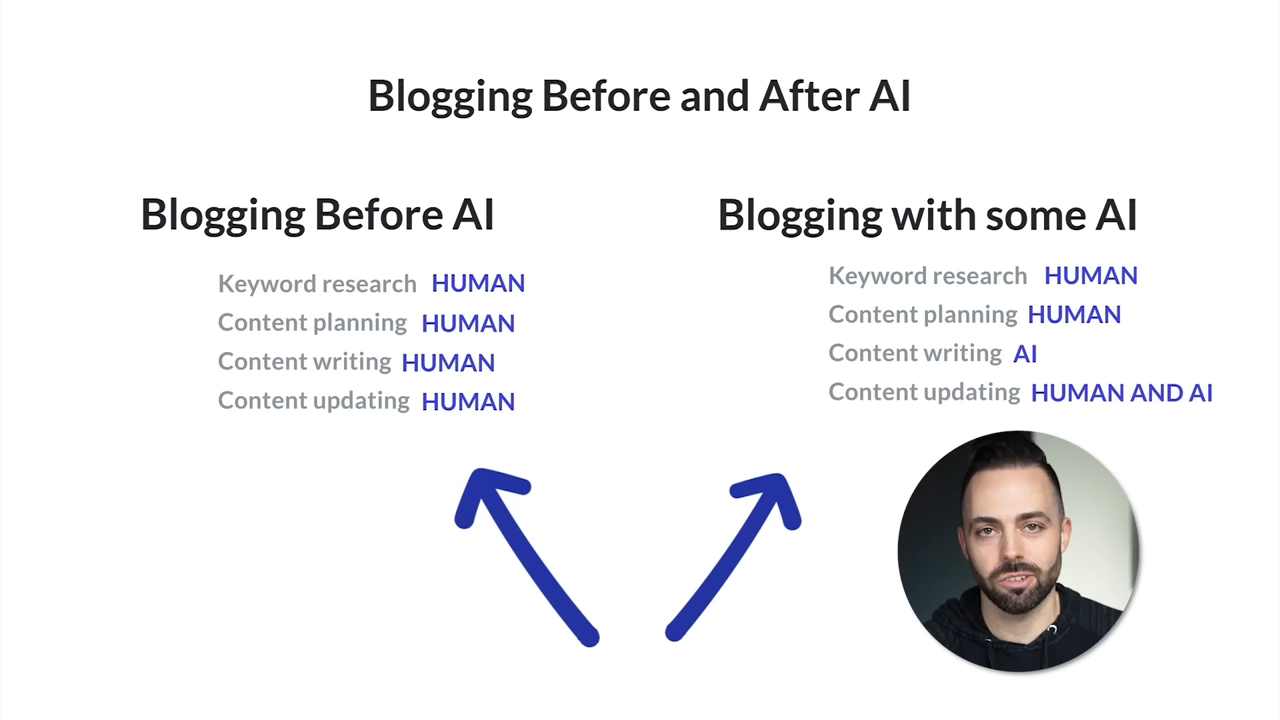 Blogging Before and After AI
Blogging Before AI
Keyword research HUMAN
Content planning HUMAN
Content writing HUMAN
Content updating HUMAN
Blogging with some AI
Keyword research HUMAN
Content planning HUMAN
Content writing AI
Content updating HUMAN AND AI